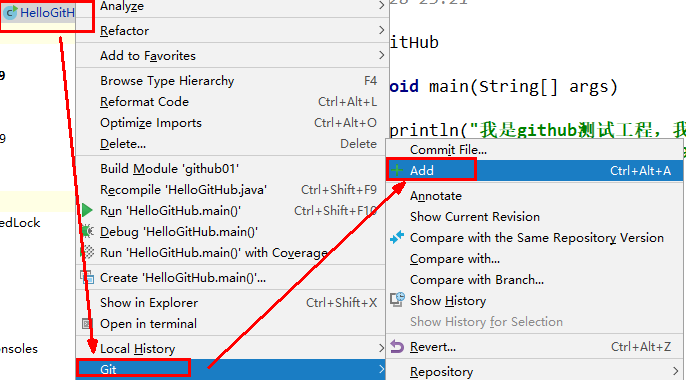 HelloGitH
Analyze
Refactor
Add to Favorites
Browse Type Hierarchy F4
Reformat Code Ctrl+Alt+L
Optimize Imports Ctrl+Alt+O
Delete... Delete
Build Module 'github01'
Recompile 'HelloGitHub.java' Ctrl+Shift+F9
Run 'HelloGitHub.main()' Ctrl+Shift+F10
Debug 'HelloGitHub.main()'
Run 'HelloGitHub.main()' with Coverage
Create 'HelloGitHub.main()'...
Show in Explorer Ctrl+Shift+X
Open in terminal
Local History
Git
9
9
edLock
onsoles
itHub
oid main(String[] args)
println("我是github测试工程，我
Commit File...
Add Ctrl+Alt+A
Annotate
Show Current Revision
Compare with the Same Repository Version
Compare with...
Compare with Branch...
Show History
Show History for Selection
Revert... Ctrl+Alt+Z
Repository